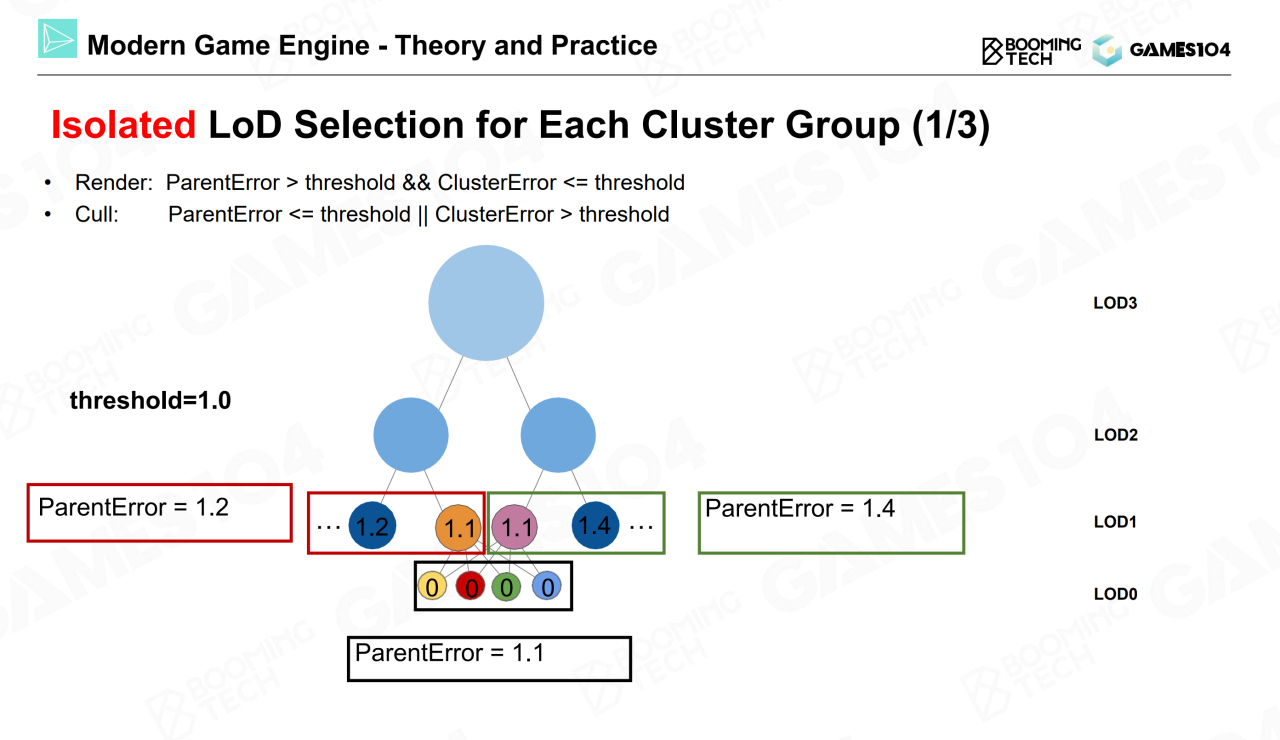 Modern Game Engine - Theory and Practice
BOOMING TECH
GAMES104
Isolated LoD Selection for Each Cluster Group (1/3)
• Render: ParentError > threshold && ClusterError <= threshold
• Cull: ParentError <= threshold || ClusterError > threshold
LOD3
threshold=1.0
LOD2
ParentError = 1.2
... 1.2 1.1 1.1 1.4 ...
ParentError = 1.4
LOD1
0 0 0 0
LOD0
ParentError = 1.1